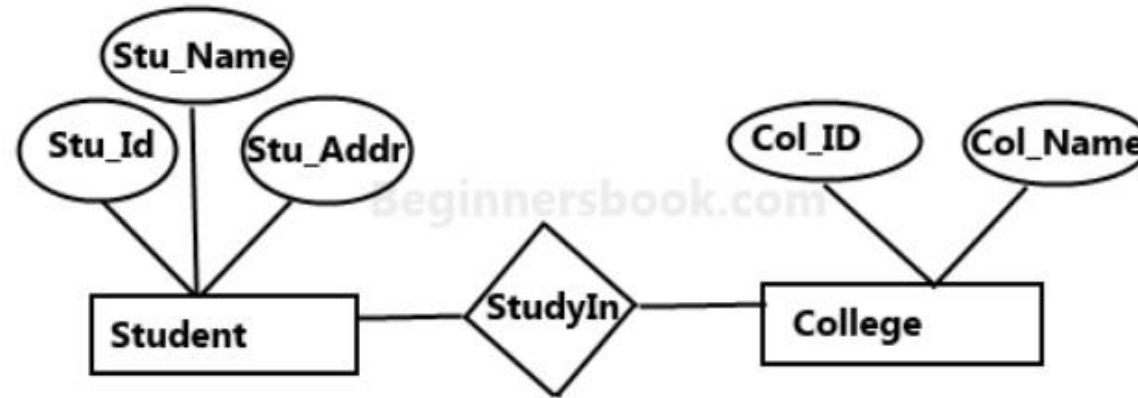 Stu_Name
Stu_Id
Stu_Addr
Col_ID
Col_Name
Beginnersbook.com
StudyIn
Student
College